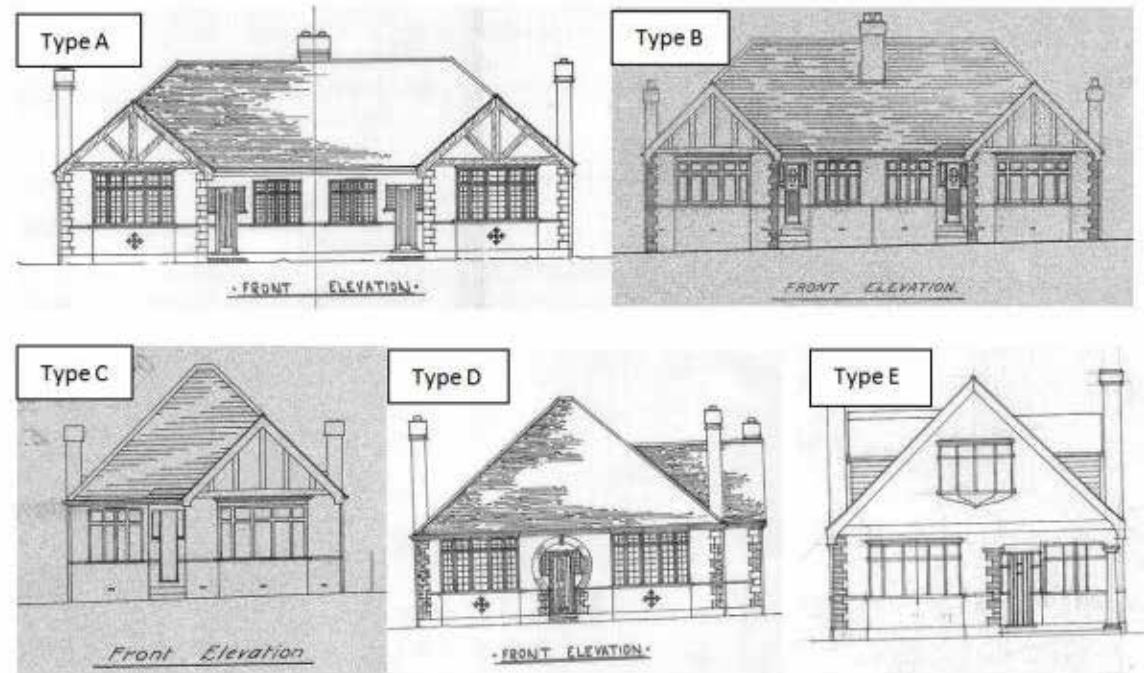 Type A
Type B
· FRONT ELEVATION ·
FRONT ELEVATION.
Type C
Type D
Type E
Front Elevation
· FRONT ELEVATION ·